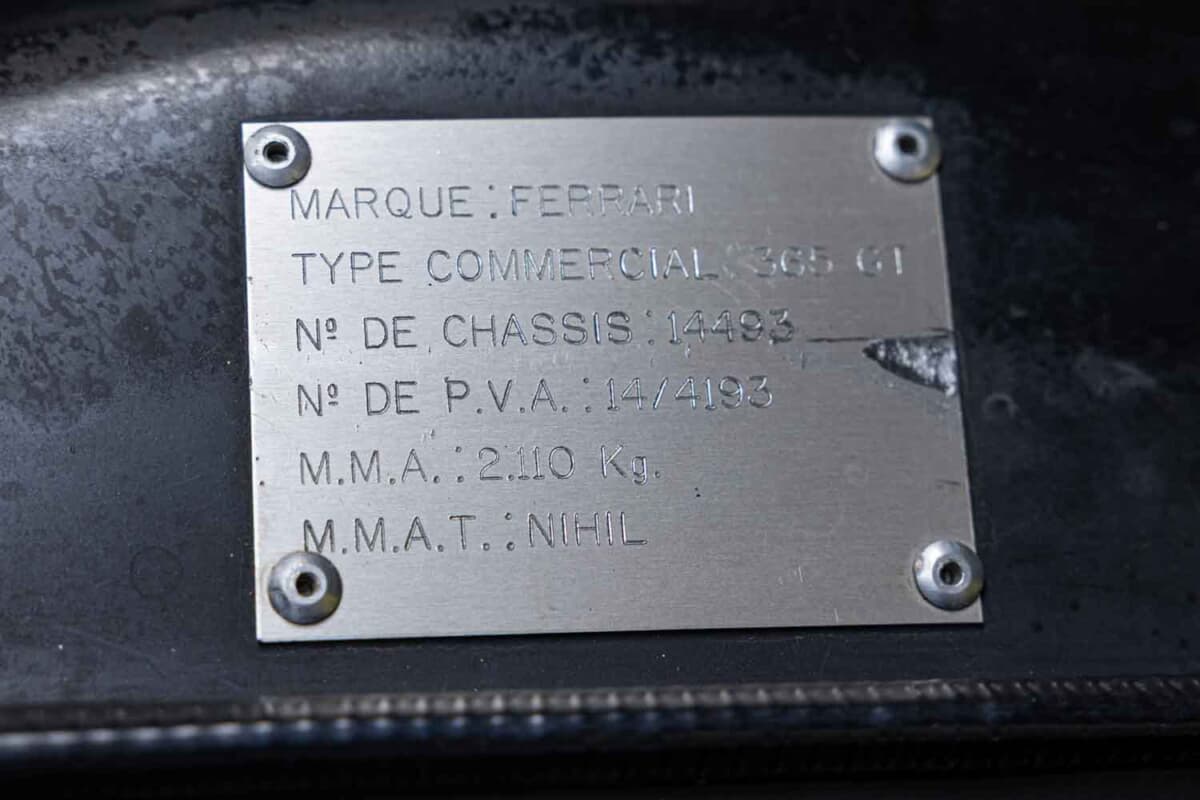 MARQUE : FERRARI
TYPE COMMERCIAL : 365 GT
Nº DE CHASSIS : 14493
Nº DE P.V.A. : 14/4193
M.M.A. : 2.110 Kg.
M.M.A.T. : NIHIL